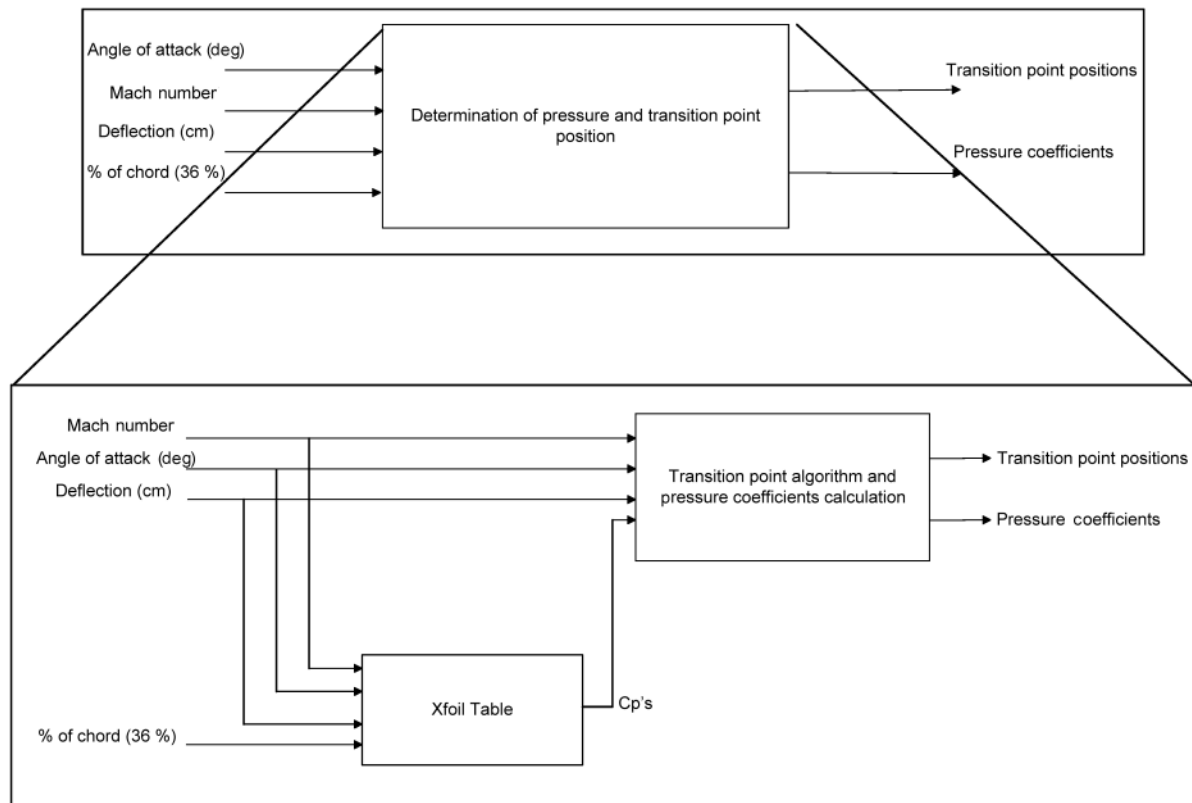 Angle of attack (deg)
Mach number
Deflection (cm)
% of chord (36 %)
Determination of pressure and transition point
position
Transition point positions
Pressure coefficients
Mach number
Angle of attack (deg)
Deflection (cm)
% of chord (36 %)
Xfoil Table
Cp's
Transition point algorithm and
pressure coefficients calculation
Transition point positions
Pressure coefficients